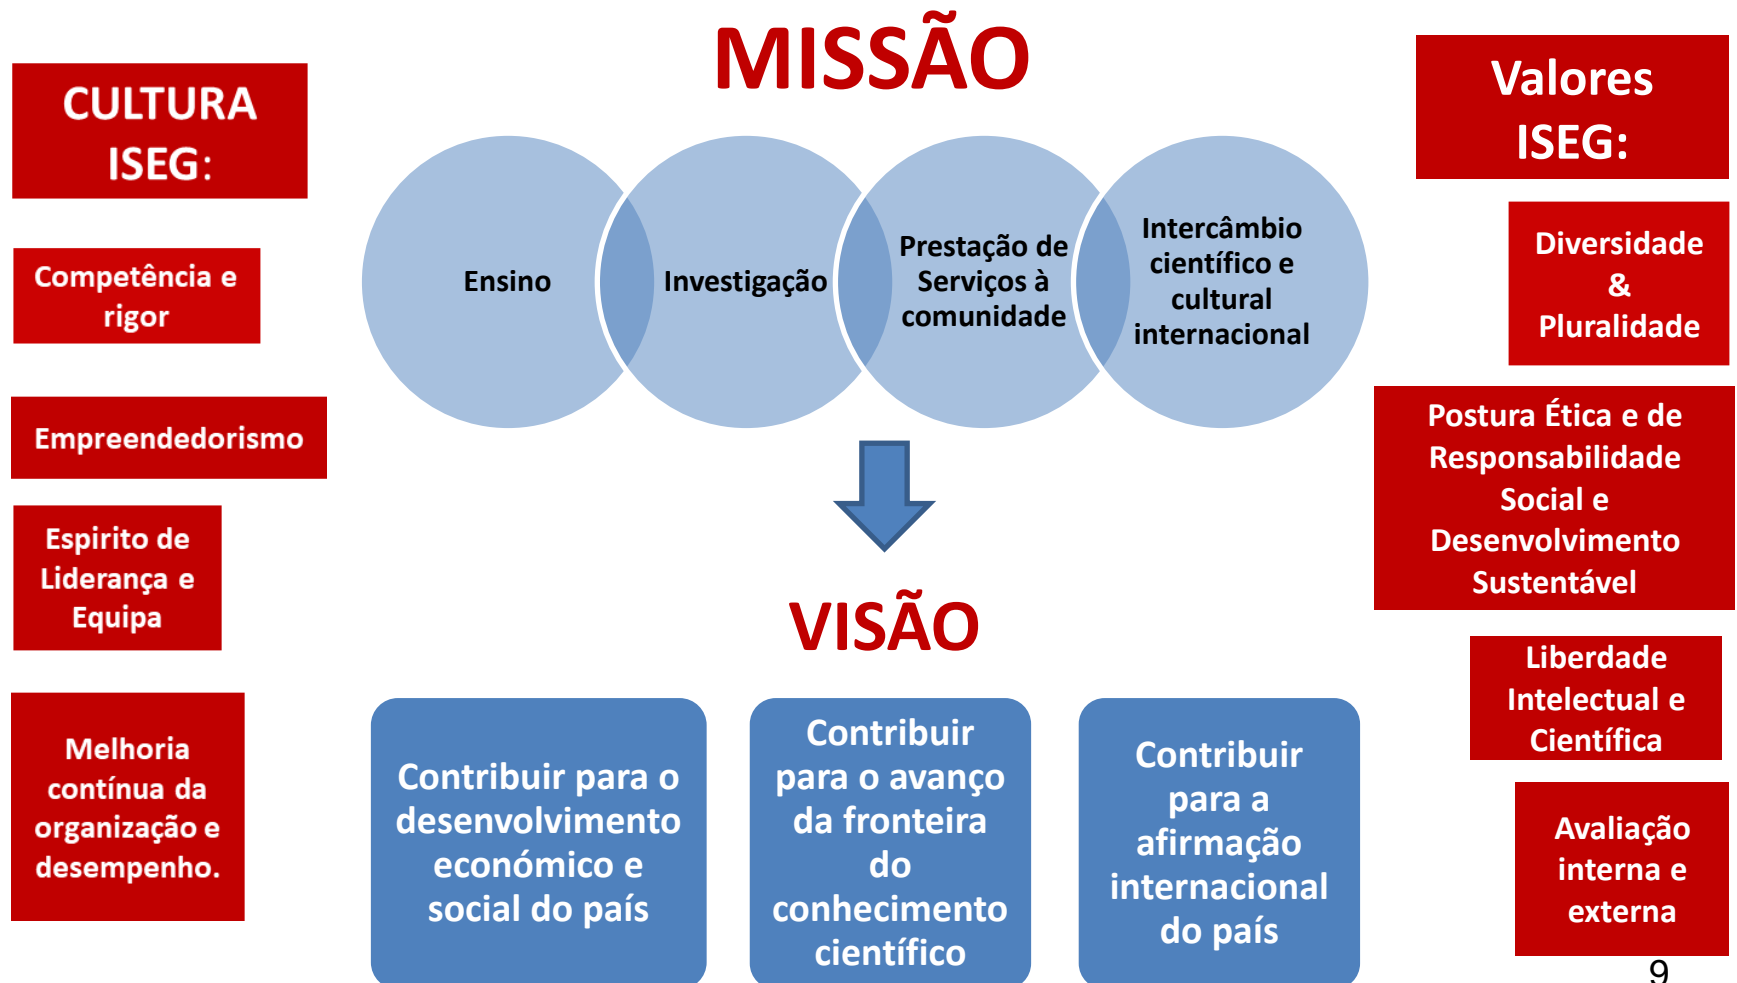 MISSÃO
CULTURA
ISEG:
Competência e
rigor
Empreendedorismo
Espirito de
Liderança e
Equipa
Melhoria
contínua da
organização e
desempenho.
Ensino
Investigação
Prestação de
Serviços à
comunidade
Intercâmbio
científico e
cultural
internacional
VISÃO
Contribuir para o
desenvolvimento
económico e
social do país
Contribuir
para o avanço
da fronteira
do
conhecimento
científico
Contribuir
para a
afirmação
internacional
do país
Valores
ISEG:
Diversidade
&
Pluralidade
Postura Ética e de
Responsabilidade
Social e
Desenvolvimento
Sustentável
Liberdade
Intelectual e
Científica
Avaliação
interna e
externa
9